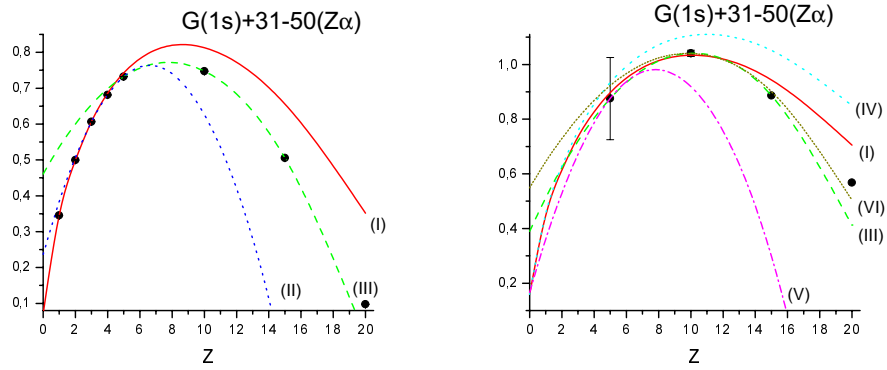 G(1s)+31-50(Zα)
0,8
0,7
0,6
0,5
0,4
0,3
0,2
0,1
0 2 4 6 8 10 12 14 16 18 20
Z
(I)
(II)
(III)
G(1s)+31-50(Zα)
1,0
0,8
0,6
0,4
0,2
0 2 4 6 8 10 12 14 16 18 20
Z
(IV)
(I)
(VI)
(III)
(V)